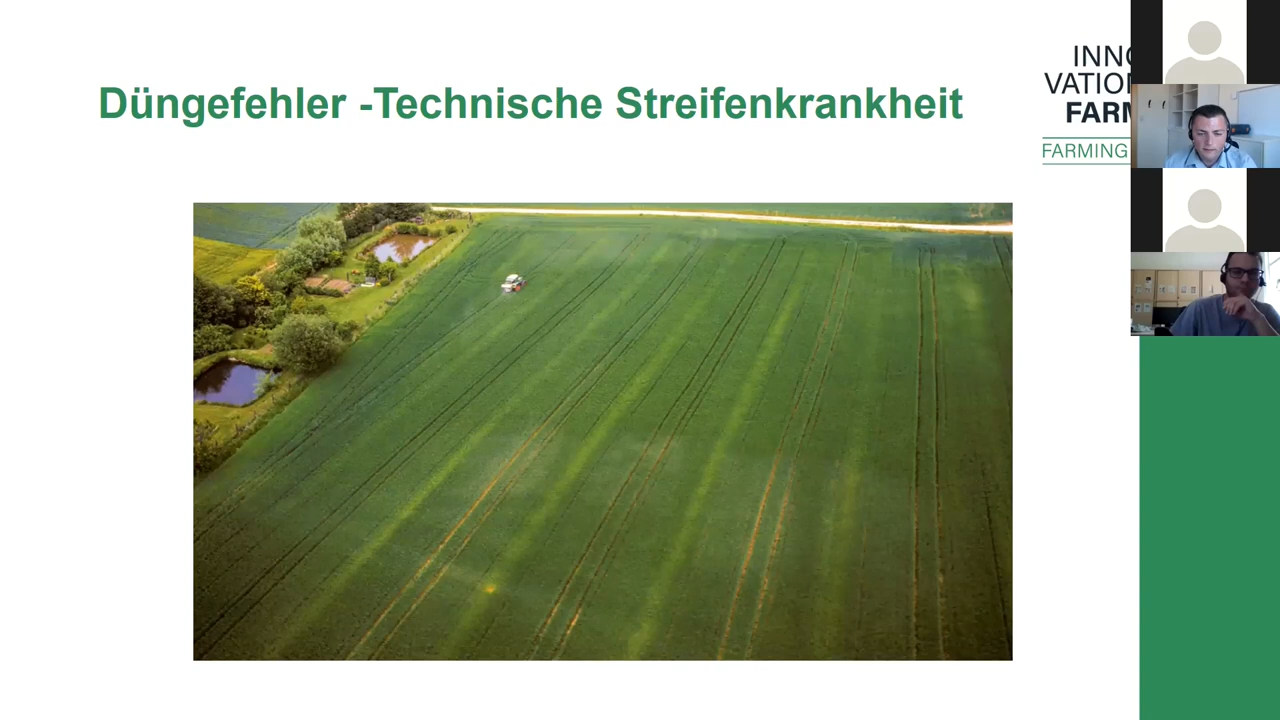 Düngefehler -Technische Streifenkrankheit
INNO
VATION
FARM
FARMING